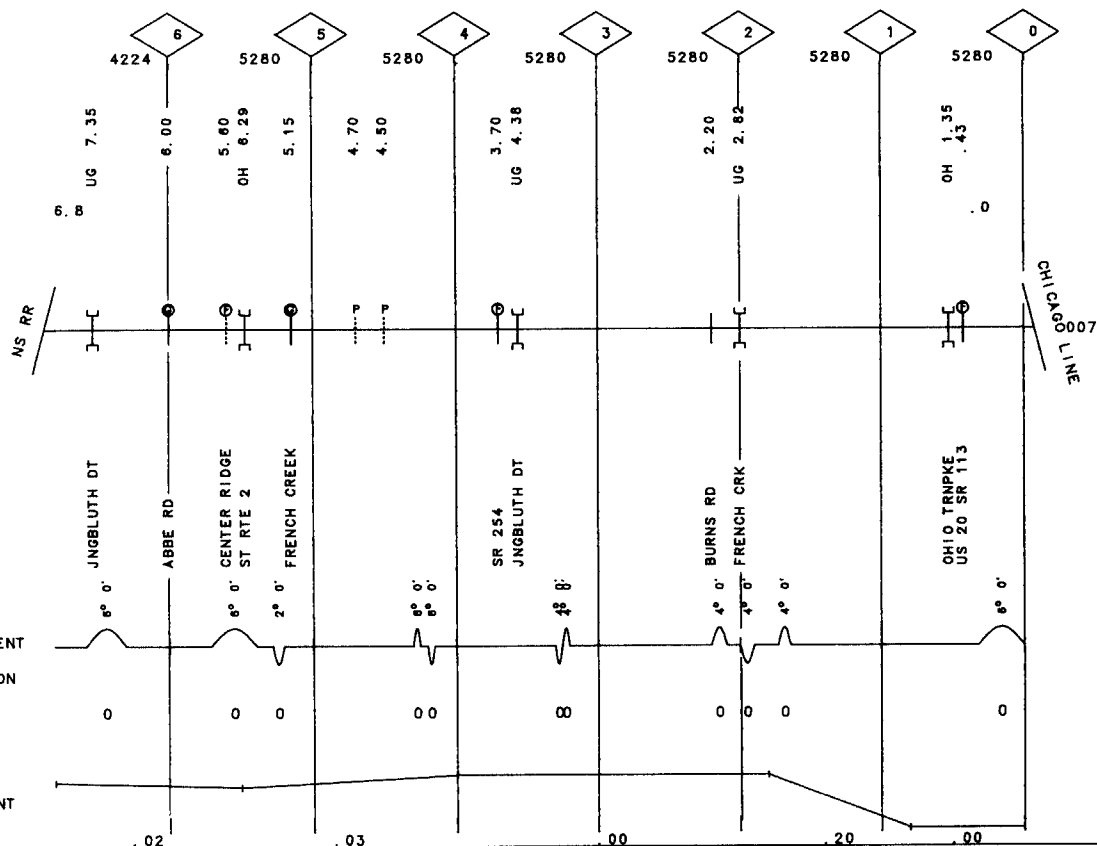 6 5 4 3 2 1 0
4224 5280 5280 5280 5280 5280 5280
UG 7.35
6.00
5.60
OH 6.29
5.15
4.70
4.50
3.70
UG 4.38
2.20
UG 2.62
OH 1.35
.43
6.8
.0
NS RR
P P
CHICAGO LINE
007
JNGBLUTH DT
ABBE RD
CENTER RIDGE
ST RTE 2
FRENCH CREEK
SR 254
JNGBLUTH DT
BURNS RD
FRENCH CRK
OHIO TRNPKE
US 20 SR 113
6° 0' 6° 0' 2° 0' 4° 0' 4° 0' 4° 0' 6° 0'
ENT
ON
0 0 0 0 0 0 0 0 0 0 0
NT
.02 .03 .00 .20 .00